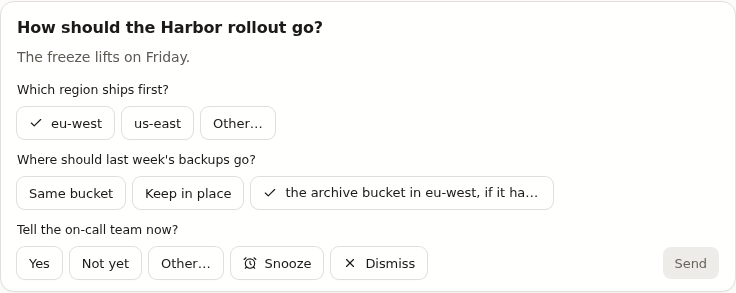 How should the Harbor rollout go?
The freeze lifts on Friday.
Which region ships first?
eu-west us-east Other…
Where should last week's backups go?
Same bucket Keep in place the archive bucket in eu-west, if it ha…
Tell the on-call team now?
Yes Not yet Other… Snooze Dismiss Send